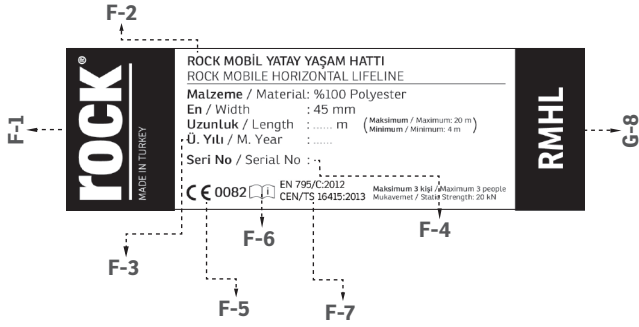 F-2
F-1
rock®
MADE IN TURKEY
ROCK MOBİL YATAY YAŞAM HATTI
ROCK MOBILE HORIZONTAL LIFELINE
Malzeme / Material: %100 Polyester
En / Width : 45 mm
Uzunluk / Length : ...... m (Maksimum / Maximum: 20 m
Minimum / Minimum: 4 m)
Ü. Yılı / M. Year : ......
Seri No / Serial No :
CE 0082 i EN 795/C:2012
CEN/TS 16415:2013
Maksimum 3 kişi / Maximum 3 people
Mukavemet / Static Strength: 20 kN
RMHL
G-8
F-3
F-6
F-4
F-5
F-7